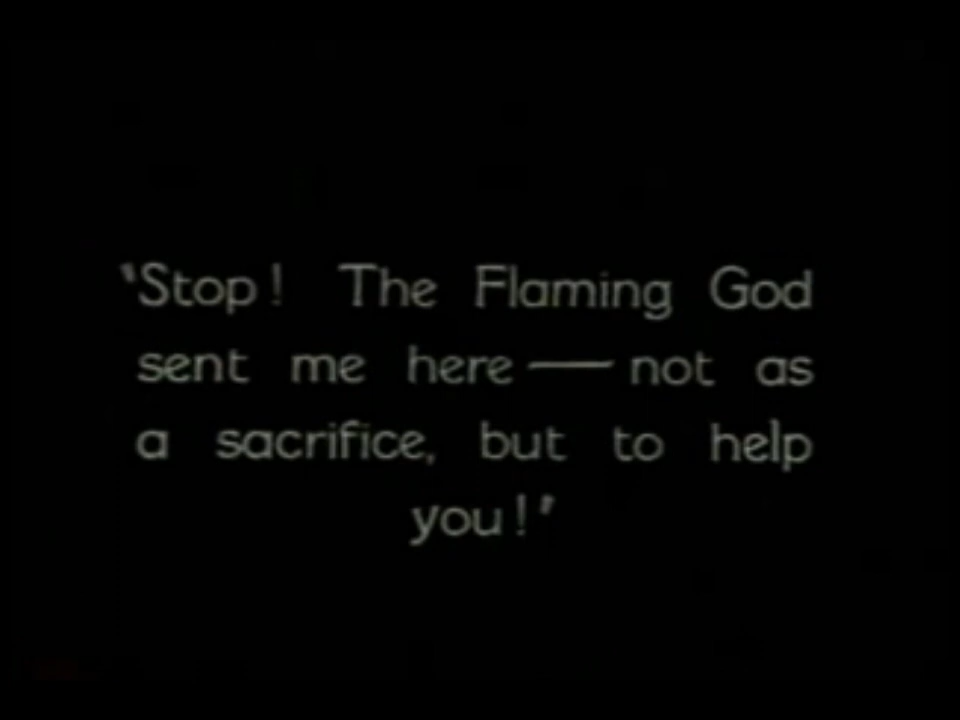 "Stop! The Flaming God
sent me here — not as
a sacrifice, but to help
you!"